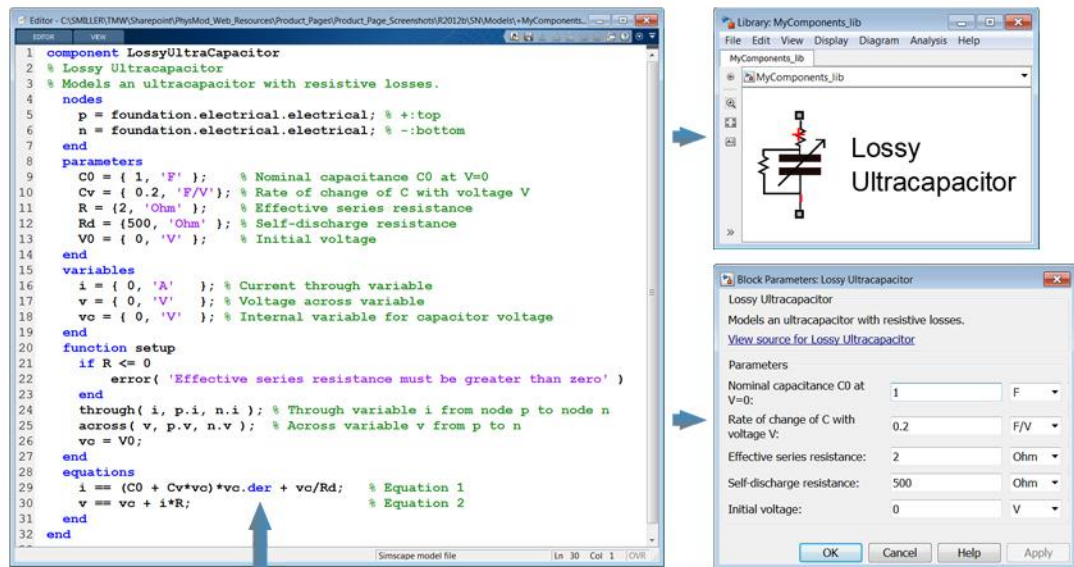 Editor - C:\SMILLER\TMW\Sharepoint\PhysMod_Web_Resources\Product_Pages\Product_Page_Screenshots\R2012b\SN\Models\+MyComponents...
EDITOR VIEW
1 component LossyUltraCapacitor
2 % Lossy Ultracapacitor
3 % Models an ultracapacitor with resistive losses.
4 nodes
5 p = foundation.electrical.electrical; % +:top
6 n = foundation.electrical.electrical; % -:bottom
7 end
8 parameters
9 C0 = { 1, 'F' }; % Nominal capacitance C0 at V=0
10 Cv = { 0.2, 'F/V'}; % Rate of change of C with voltage V
11 R = {2, 'Ohm' }; % Effective series resistance
12 Rd = {500, 'Ohm' }; % Self-discharge resistance
13 V0 = { 0, 'V' }; % Initial voltage
14 end
15 variables
16 i = { 0, 'A' }; % Current through variable
17 v = { 0, 'V' }; % Voltage across variable
18 vc = { 0, 'V' }; % Internal variable for capacitor voltage
19 end
20 function setup
21 if R <= 0
22 error( 'Effective series resistance must be greater than zero' )
23 end
24 through( i, p.i, n.i ); % Through variable i from node p to node n
25 across( v, p.v, n.v ); % Across variable v from p to n
26 vc = V0;
27 end
28 equations
29 i == (C0 + Cv*vc)*vc.der + vc/Rd; % Equation 1
30 v == vc + i*R; % Equation 2
31 end
32 end
Simscape model file Ln 30 Col 1 OVR
Library: MyComponents_lib
File Edit View Display Diagram Analysis Help
MyComponents_lib
MyComponents_lib
Lossy
Ultracapacitor
Block Parameters: Lossy Ultracapacitor
Lossy Ultracapacitor
Models an ultracapacitor with resistive losses.
View source for Lossy Ultracapacitor
Parameters
Nominal capacitance C0 at
V=0: 1 F
Rate of change of C with
voltage V: 0.2 F/V
Effective series resistance: 2 Ohm
Self-discharge resistance: 500 Ohm
Initial voltage: 0 V
OK Cancel Help Apply